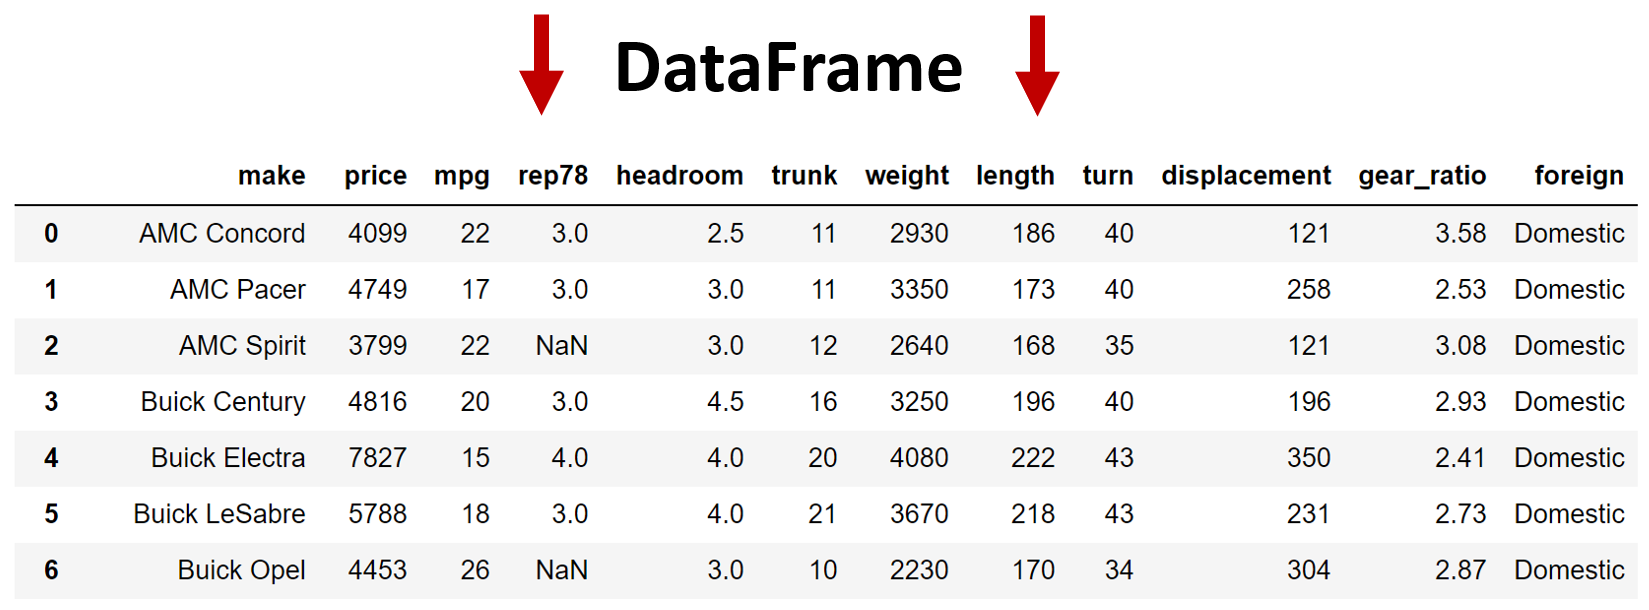 DataFrame
make price mpg rep78 headroom trunk weight length turn displacement gear_ratio foreign
0 AMC Concord 4099 22 3.0 2.5 11 2930 186 40 121 3.58 Domestic
1 AMC Pacer 4749 17 3.0 3.0 11 3350 173 40 258 2.53 Domestic
2 AMC Spirit 3799 22 NaN 3.0 12 2640 168 35 121 3.08 Domestic
3 Buick Century 4816 20 3.0 4.5 16 3250 196 40 196 2.93 Domestic
4 Buick Electra 7827 15 4.0 4.0 20 4080 222 43 350 2.41 Domestic
5 Buick LeSabre 5788 18 3.0 4.0 21 3670 218 43 231 2.73 Domestic
6 Buick Opel 4453 26 NaN 3.0 10 2230 170 34 304 2.87 Domestic